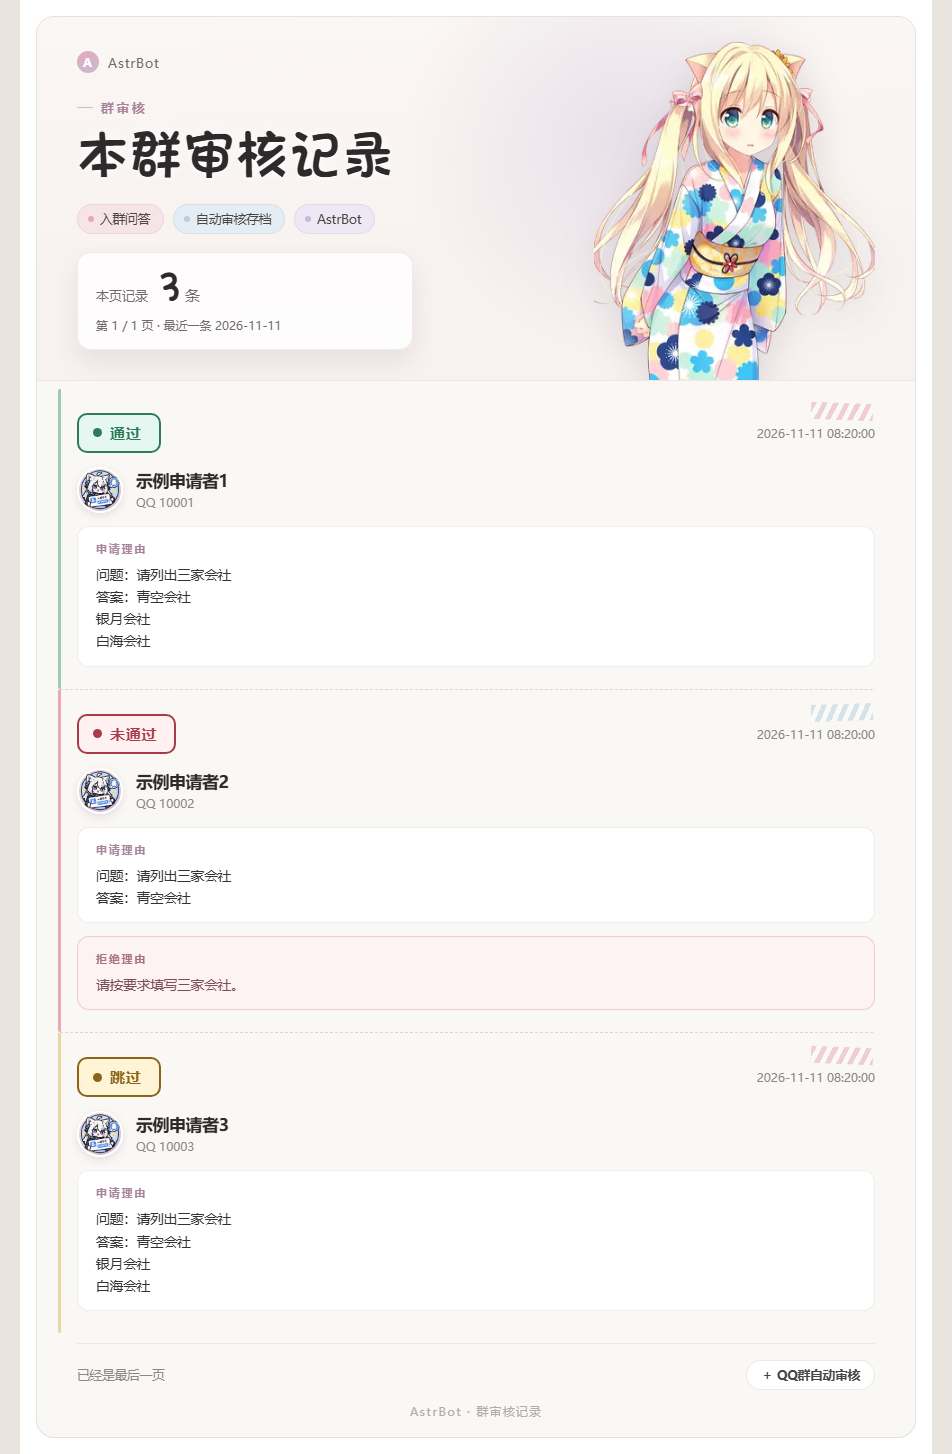 A AstrBot
群审核
本群审核记录
入群问答 自动审核存档 AstrBot
本页记录 3 条
第 1 / 1 页 · 最近一条 2026-11-11
通过
2026-11-11 08:20:00
示例申请者1
QQ 10001
申请理由
问题：请列出三家会社
答案：青空会社
银月会社
白海会社
未通过
2026-11-11 08:20:00
示例申请者2
QQ 10002
申请理由
问题：请列出三家会社
答案：青空会社
拒绝理由
请按要求填写三家会社。
跳过
2026-11-11 08:20:00
示例申请者3
QQ 10003
申请理由
问题：请列出三家会社
答案：青空会社
银月会社
白海会社
已经是最后一页
+ QQ群自动审核
AstrBot · 群审核记录